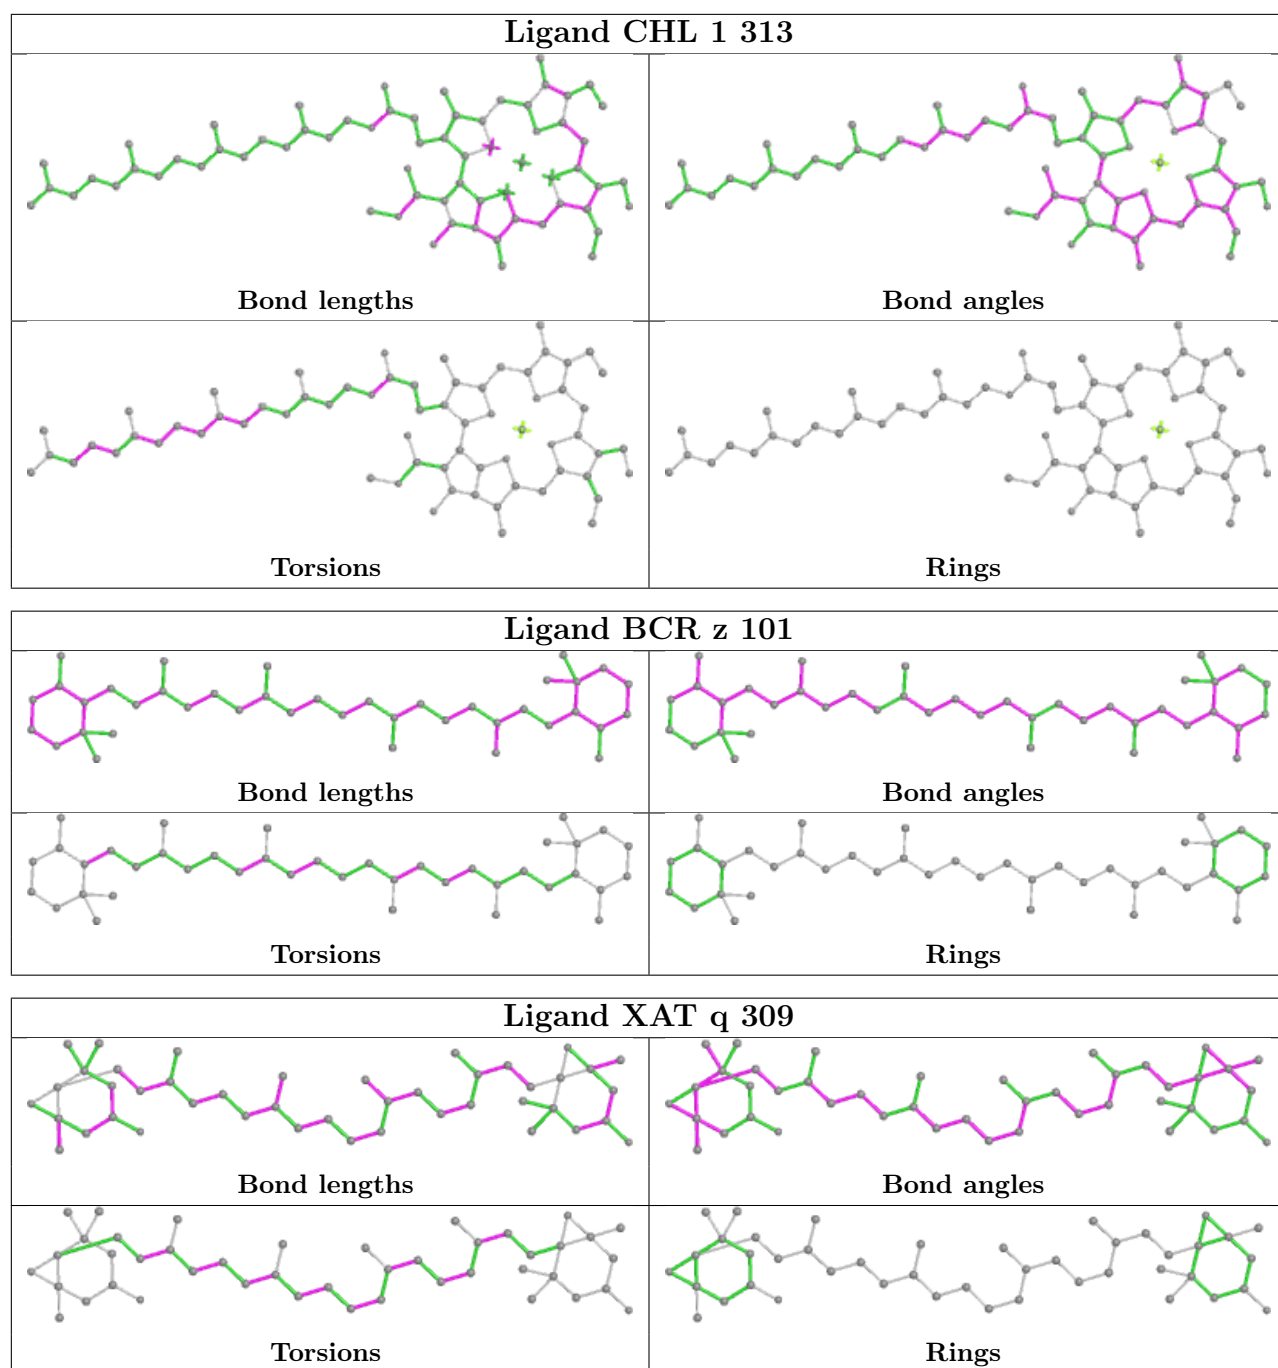 Ligand CHL 1 313
Bond lengths
Bond angles
Torsions
Rings
Ligand BCR z 101
Bond lengths
Bond angles
Torsions
Rings
Ligand XAT q 309
Bond lengths
Bond angles
Torsions
Rings